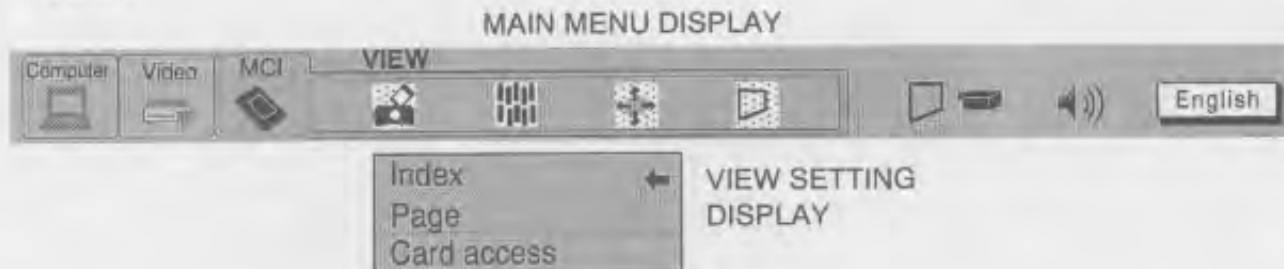 MAIN MENU DISPLAY
Computer Video MCI VIEW
English
Index VIEW SETTING
Page DISPLAY
Card access